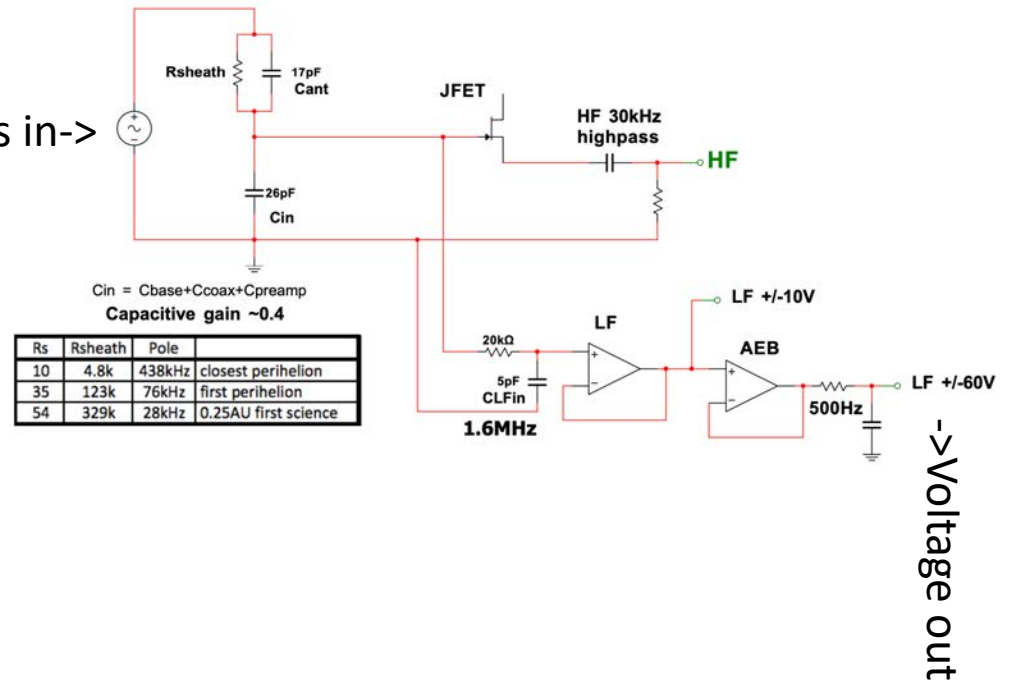 s in->
Rsheath
17pF
Cant
JFET
HF 30kHz
highpass
HF
26pF
Cin
Cin = Cbase+Ccoax+Cpreamp
Capacitive gain ~0.4
Rs Rsheath Pole
10 4.8k 438kHz closest perihelion
35 123k 76kHz first perihelion
54 329k 28kHz 0.25AU first science
20kΩ
5pF
CLFin
1.6MHz
LF
+
-
LF +/-10V
AEB
+
-
500Hz
LF +/-60V
->Voltage out